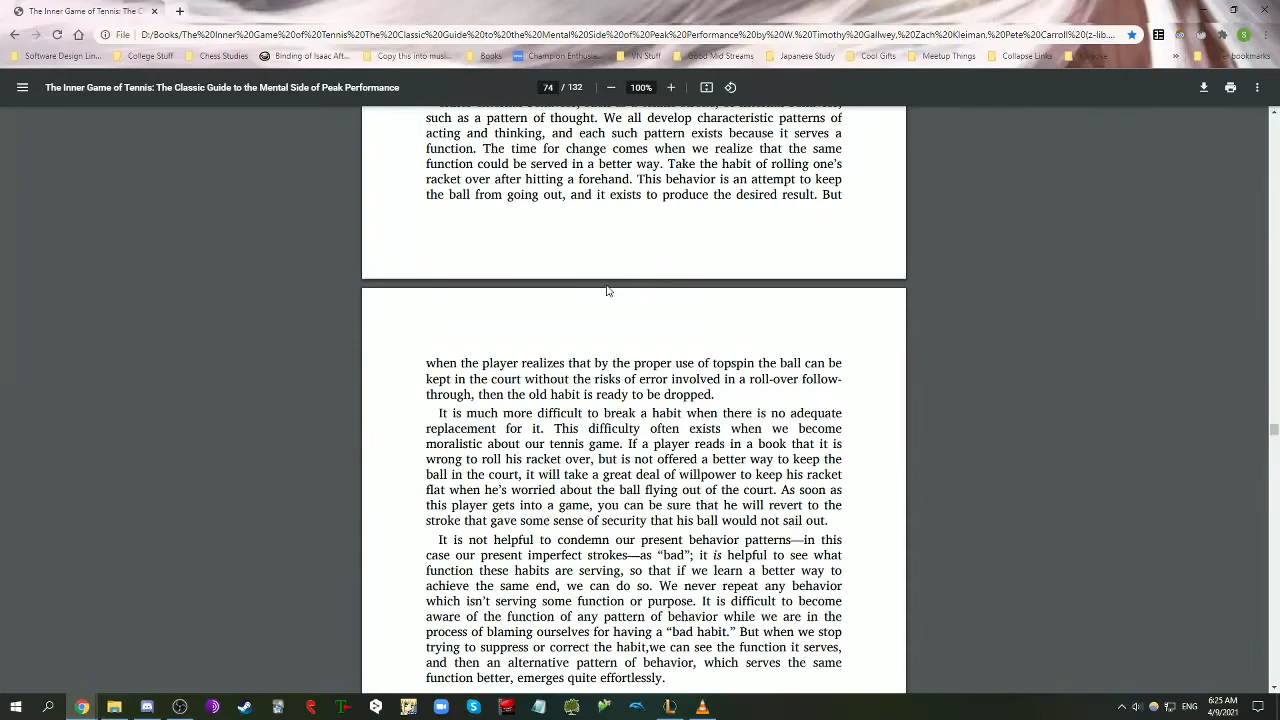 The Inner Game of Tennis: The C
File
D:/Books/The%20Inner%20Game%20of%20Tennis%20The%20Classic%20Guide%20to%20the%20Mental%20Side%20of%20Peak%20Performance%20by%20W.%20Timothy%20Gallwey.%20Zach%20Kleiman.%20Pete%20Carroll%20(z-lib....
S
Software Design Lin...
College Stuff
Chess Studies
Binding of Isaac Aft...
Copy this into musl...
Books
Champion Enthusia...
VN Stuff
Good Mid Streams
Japanese Study
Cool Gifts
Meetup Things
Collapse Links
The Inner Game of Tennis: The Classic Guide to the Mental Side of Peak Performance
74 / 132
100%
such as a pattern of thought. We all develop characteristic patterns of
acting and thinking, and each such pattern exists because it serves a
function. The time for change comes when we realize that the same
function could be served in a better way. Take the habit of rolling one's
racket over after hitting a forehand. This behavior is an attempt to keep
the ball from going out, and it exists to produce the desired result. But
when the player realizes that by the proper use of topspin the ball can be
kept in the court without the risks of error involved in a roll-over follow-
through, then the old habit is ready to be dropped.
It is much more difficult to break a habit when there is no adequate
replacement for it. This difficulty often exists when we become
moralistic about our tennis game. If a player reads in a book that it is
wrong to roll his racket over, but is not offered a better way to keep the
ball in the court, it will take a great deal of willpower to keep his racket
flat when he's worried about the ball flying out of the court. As soon as
this player gets into a game, you can be sure that he will revert to the
stroke that gave some sense of security that his ball would not sail out.
It is not helpful to condemn our present behavior patterns—in this
case our present imperfect strokes—as “bad”; it is helpful to see what
function these habits are serving, so that if we learn a better way to
achieve the same end, we can do so. We never repeat any behavior
which isn't serving some function or purpose. It is difficult to become
aware of the function of any pattern of behavior while we are in the
process of blaming ourselves for having a “bad habit.” But when we stop
trying to suppress or correct the habit,we can see the function it serves,
and then an alternative pattern of behavior, which serves the same
function better, emerges quite effortlessly.
ENG
6:25 AM
4/9/2021